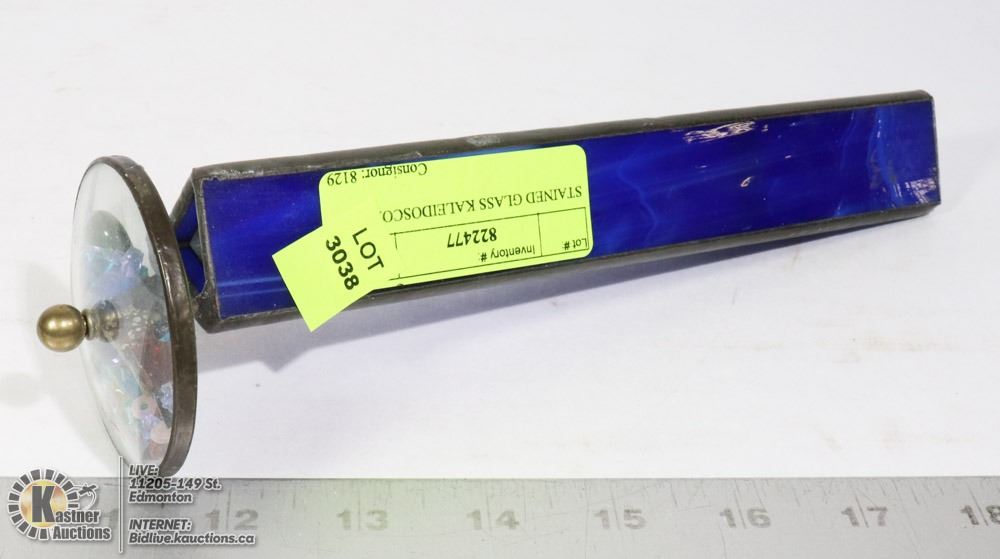 Lot #:
Inventory #:
822477
STAINED GLASS KALEIDOSCO.
Consignor: 8129
LOT
3038
12 13 14 15 16 17 18
Kastner
Auctions
LIVE:
11205-149 St.
Edmonton
INTERNET:
Bidlive.kauctions.ca